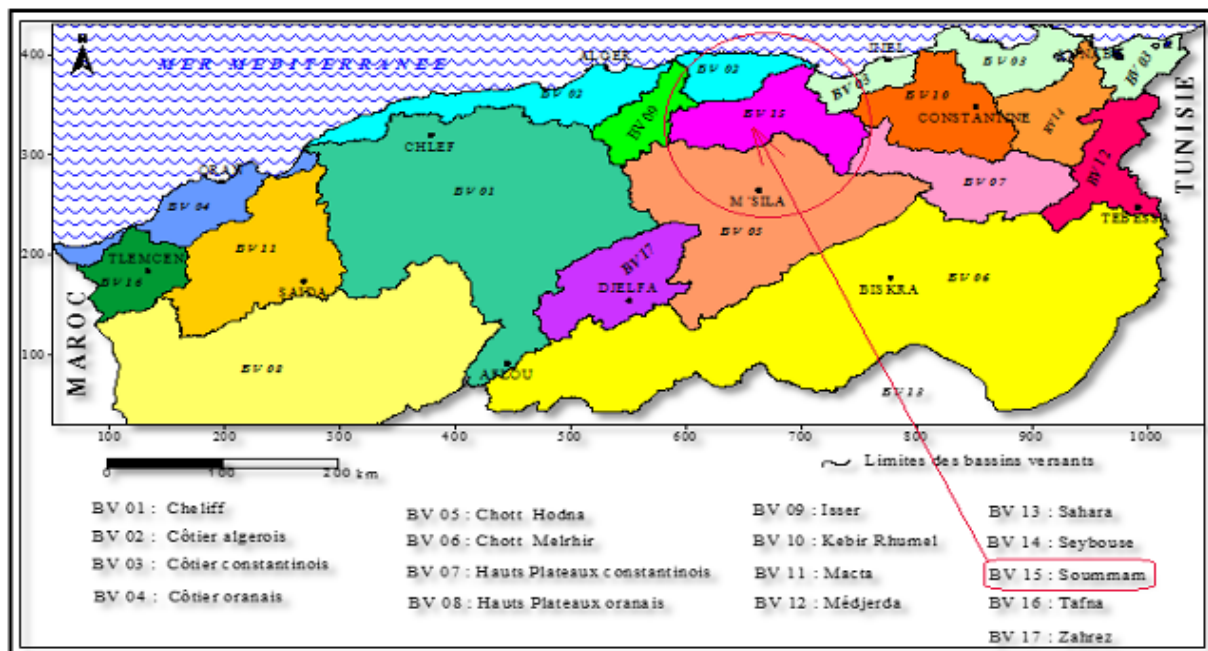 N
400
300
200
100
MER MEDITERRANEE
ALGER
BV 02
BV 02
BV 03
BV 03
BV 03
BV 09
BV 15
BV 10
CONSTANTINE
BV 14
BV 12
CHLEF
ORAN
BV 04
BV 01
BV 11
TLEMCEN
BV 16
SAIDA
M'SILA
BV 05
BV 07
TEBESSA
BV 17
DJELFA
BISKRA
BV 06
BV 08
AFLOU
BV 13
MAROC
TUNISIE
100 200 300 400 500 600 700 800 900 1000
0 100 200 km
Limites des bassins versants
BV 01 : Cheliff
BV 02 : Côtier algerois
BV 03 : Côtier constantinois
BV 04 : Côtier oranais
BV 05 : Chott Hodna
BV 06 : Chott Melrhir
BV 07 : Hauts Plateaux constantinois
BV 08 : Hauts Plateaux oranais
BV 09 : Isser
BV 10 : Kebir Rhumel
BV 11 : Macta
BV 12 : Médjerda
BV 13 : Sahara
BV 14 : Seybouse
BV 15 : Soummam
BV 16 : Tafna
BV 17 : Zahrez